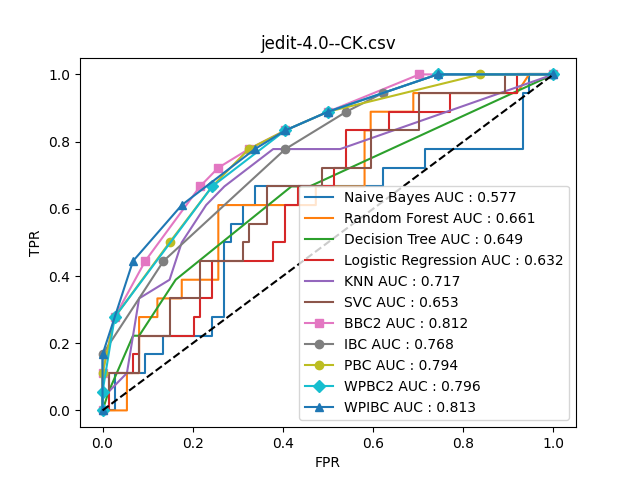 jedit-4.0--CK.csv
TPR
1.0
0.8
0.6
0.4
0.2
0.0
Naive Bayes AUC : 0.577
Random Forest AUC : 0.661
Decision Tree AUC : 0.649
Logistic Regression AUC : 0.632
KNN AUC : 0.717
SVC AUC : 0.653
BBC2 AUC : 0.812
IBC AUC : 0.768
PBC AUC : 0.794
WPBC2 AUC : 0.796
WPIBC AUC : 0.813
0.0 0.2 0.4 0.6 0.8 1.0
FPR